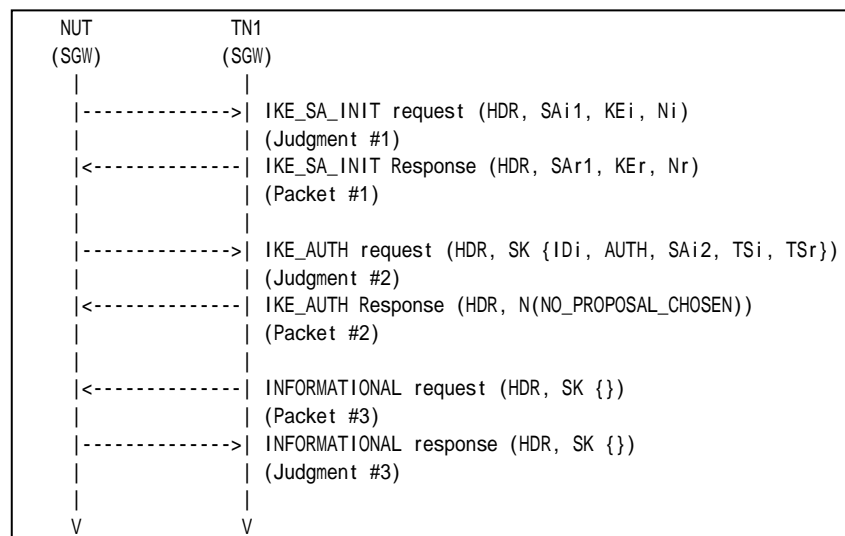 NUT TN1
(SGW) (SGW)
| |
|-------------->| IKE_SA_INIT request (HDR, SAi1, KEi, Ni)
| | (Judgment #1)
|<--------------| IKE_SA_INIT Response (HDR, SAr1, KEr, Nr)
| | (Packet #1)
| |
|-------------->| IKE_AUTH request (HDR, SK {IDi, AUTH, SAi2, TSi, TSr})
| | (Judgment #2)
|<--------------| IKE_AUTH Response (HDR, N(NO_PROPOSAL_CHOSEN))
| | (Packet #2)
| |
|<--------------| INFORMATIONAL request (HDR, SK {})
| | (Packet #3)
|-------------->| INFORMATIONAL response (HDR, SK {})
| | (Judgment #3)
| |
V V